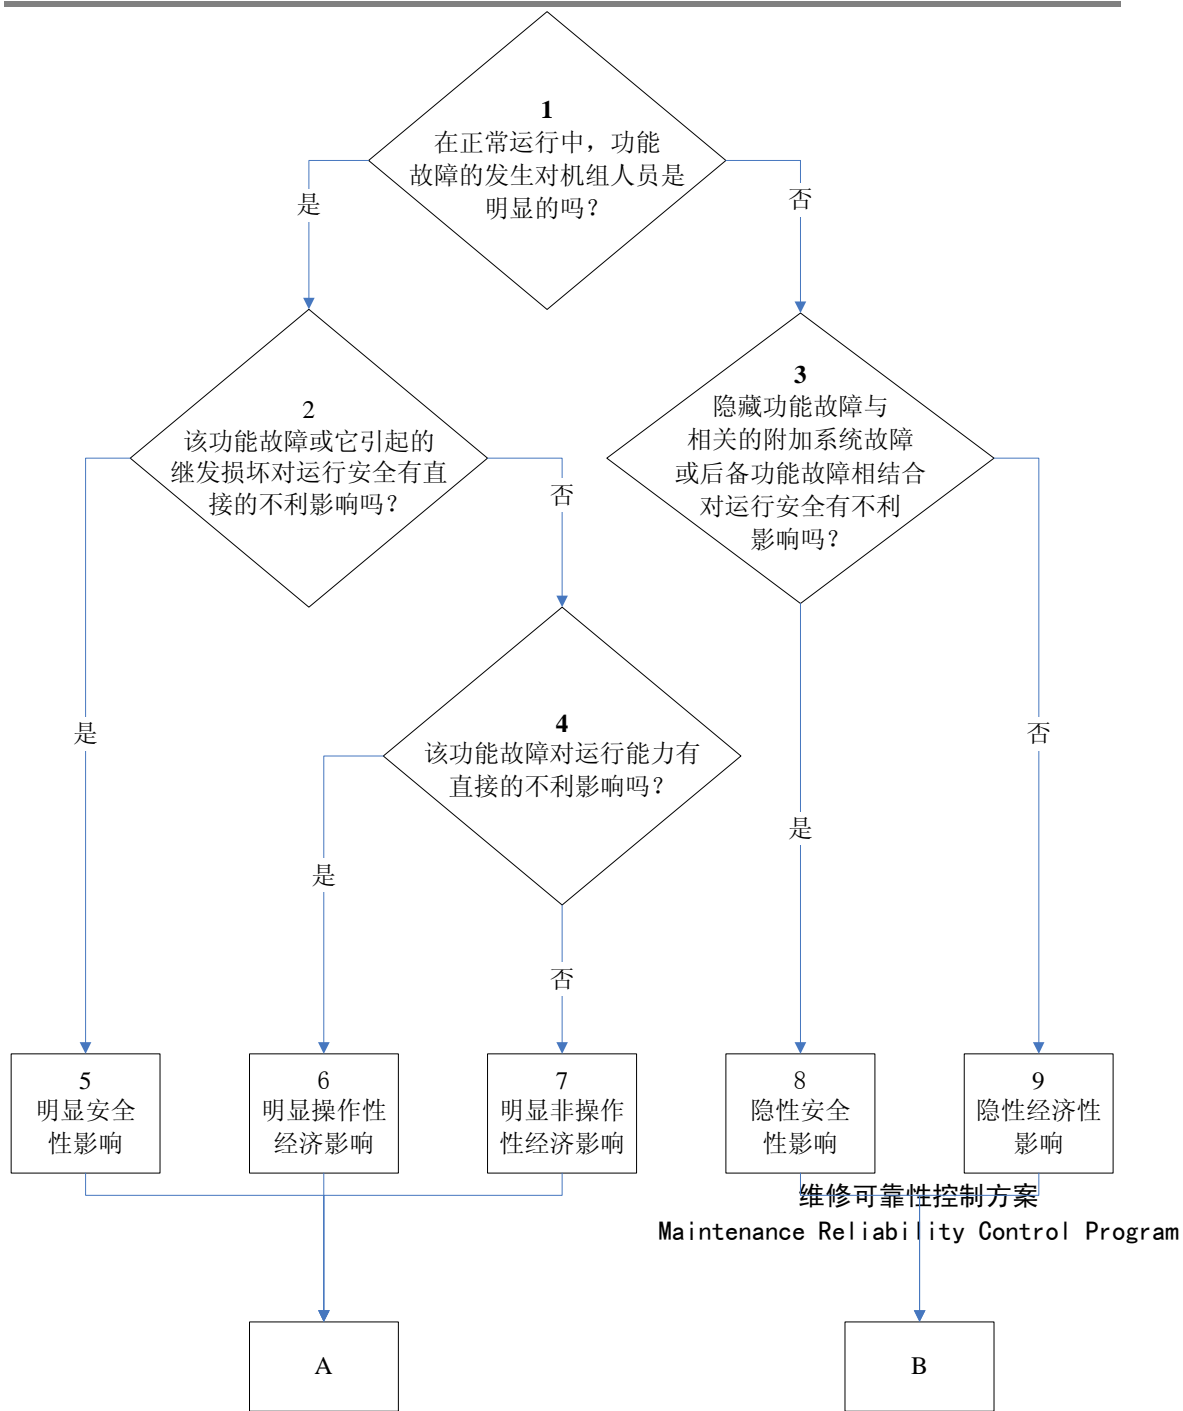 1
在正常运行中，功能
故障的发生对机组人员是
明显的吗？
是
否
2
该功能故障或它引起的
继发损坏对运行安全有直
接的不利影响吗？
3
隐藏功能故障与
相关的附加系统故障
或后备功能故障相结合
对运行安全有不利
影响吗？
否
是
4
该功能故障对运行能力有
直接的不利影响吗？
否
是
是
否
5
明显安全
性影响
6
明显操作性
经济影响
7
明显非操作
性经济影响
8
隐性安全
性影响
9
隐性经济性
影响
维修可靠性控制方案
Maintenance Reliability Control Program
A
B